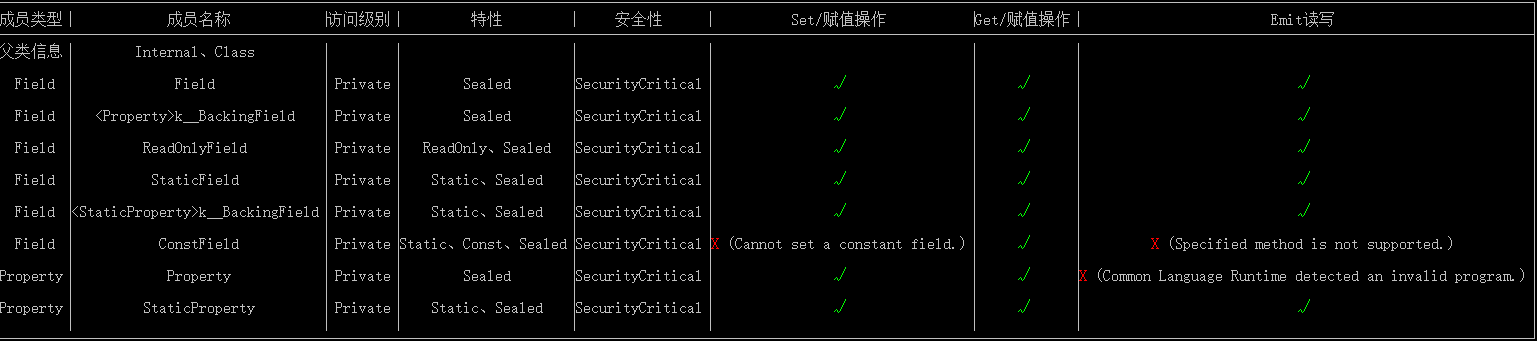 成员类型 成员名称 访问级别 特性 安全性 Set/赋值操作 Get/赋值操作 Emit读写
父类信息 Internal、Class
Field Field Private Sealed SecurityCritical √ √ √
Field <Property>k__BackingField Private Sealed SecurityCritical √ √ √
Field ReadOnlyField Private ReadOnly、Sealed SecurityCritical √ √ √
Field StaticField Private Static、Sealed SecurityCritical √ √ √
Field <StaticProperty>k__BackingField Private Static、Sealed SecurityCritical √ √ √
Field ConstField Private Static、Const、Sealed SecurityCritical X (Cannot set a constant field.) √ X (Specified method is not supported.)
Property Property Private Sealed SecurityCritical √ √ X (Common Language Runtime detected an invalid program.)
Property StaticProperty Private Static、Sealed SecurityCritical √ √ √